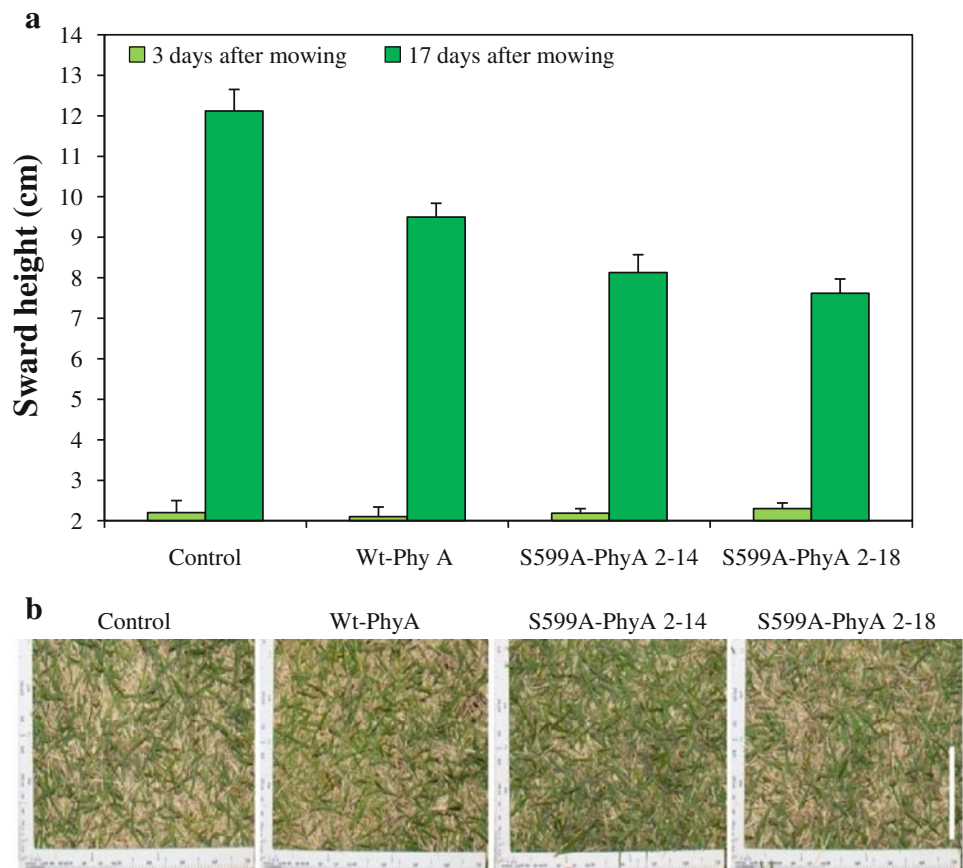 a
14
3 days after mowing 17 days after mowing
13
12
11
10
9
8
7
6
5
4
3
2
Sward height (cm)
Control Wt-Phy A S599A-PhyA 2-14 S599A-PhyA 2-18
b
Control Wt-PhyA S599A-PhyA 2-14 S599A-PhyA 2-18